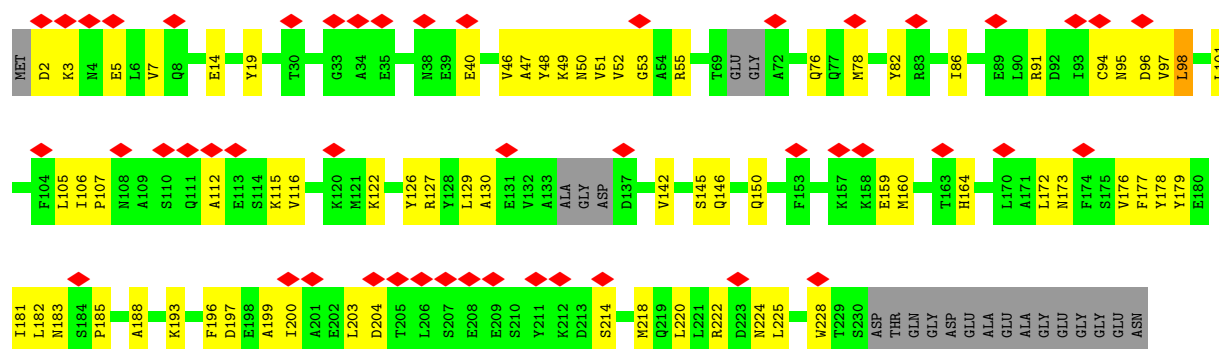 MET D2 K3 N4 E5 L6 V7 Q8 E14 Y19 T30 G33 A34 E35 N38 E39 E40 V46 A47 Y48 K49 N50 V51 V52 G53 A54 R55 T69 GLU GLY A72 Q76 Q77 M78 Y82 R83 I86 E89 L90 R91 D92 I93 C94 N95 D96 V97 L98 L101
F104 L105 I106 P107 N108 A109 S110 Q111 A112 E113 S114 K115 V116 K120 M121 K122 Y126 R127 Y128 L129 A130 E131 V132 A133 ALA GLY ASP D137 V142 S145 Q146 Q150 F153 K157 K158 E159 M160 T163 H164 L170 A171 L172 N173 F174 S175 V176 F177 Y178 Y179 E180
I181 L182 N183 S184 P185 A188 K193 F196 D197 E198 A199 I200 A201 E202 L203 D204 T205 L206 S207 E208 E209 S210 Y211 K212 D213 S214 M218 Q219 L220 L221 R222 D223 N224 L225 W228 T229 S230 ASP THR GLN GLY ASP GLU ALA GLU ALA GLY GLU GLY GLY GLU ASN